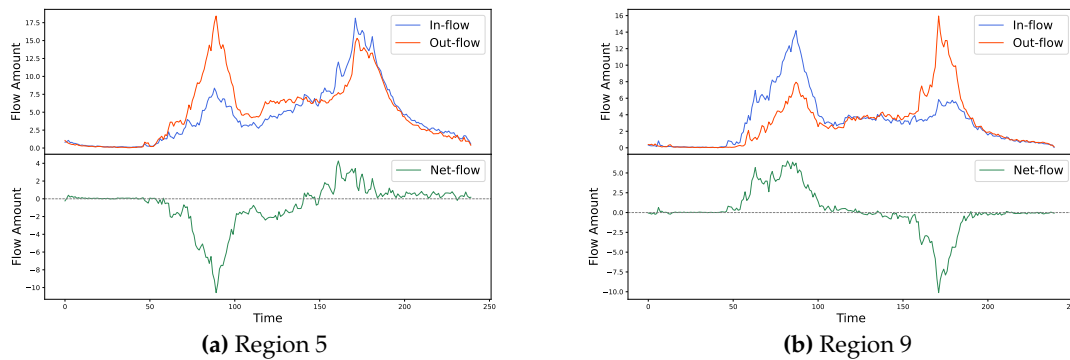 17.5
15.0
12.5
10.0
7.5
5.0
2.5
0.0
Flow Amount
In-flow
Out-flow
4
2
0
−2
−4
−6
−8
−10
Flow Amount
Net-flow
0 50 100 150 200 250
Time
(a) Region 5
16
14
12
10
8
6
4
2
0
Flow Amount
In-flow
Out-flow
5.0
2.5
0.0
−2.5
−5.0
−7.5
−10.0
Flow Amount
Net-flow
0 50 100 150 200 250
Time
(b) Region 9